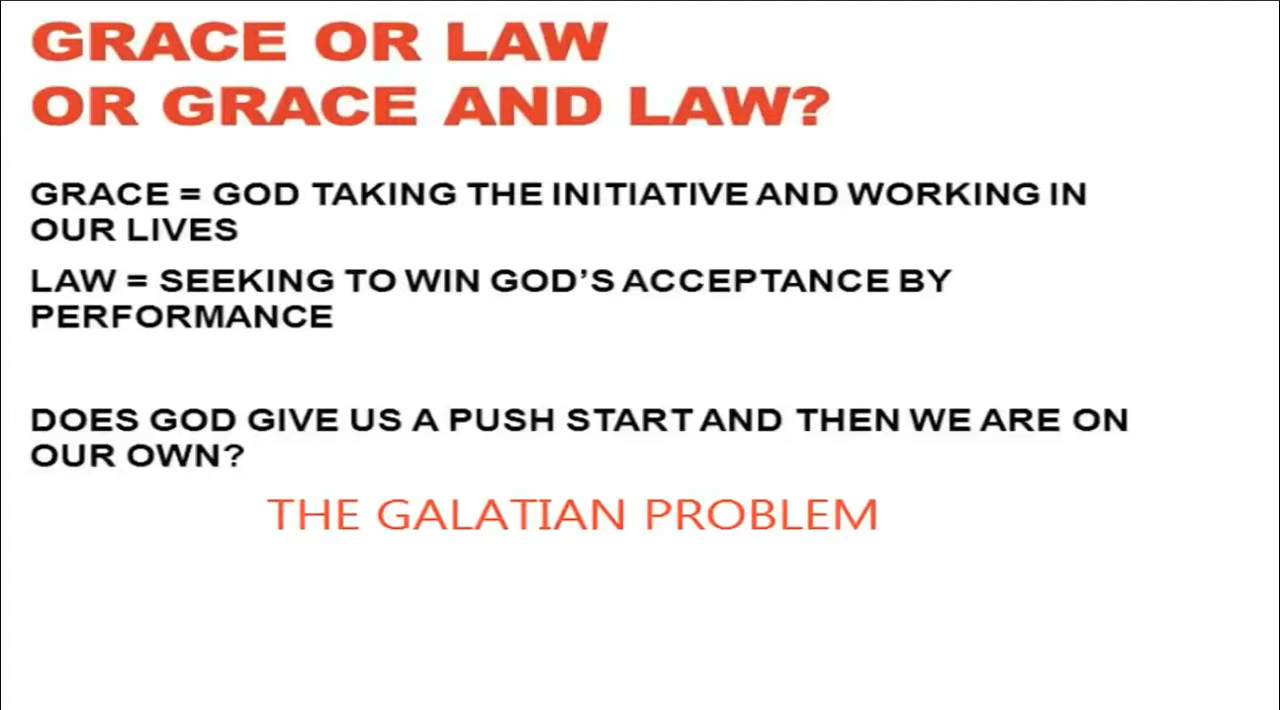 GRACE OR LAW
OR GRACE AND LAW?
GRACE = GOD TAKING THE INITIATIVE AND WORKING IN
OUR LIVES
LAW = SEEKING TO WIN GOD'S ACCEPTANCE BY
PERFORMANCE
DOES GOD GIVE US A PUSH START AND THEN WE ARE ON
OUR OWN?
THE GALATIAN PROBLEM